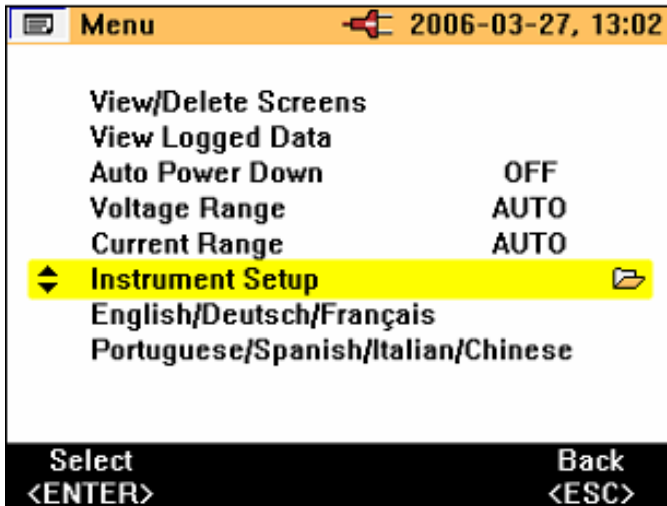 Menu 2006-03-27, 13:02
View/Delete Screens
View Logged Data
Auto Power Down OFF
Voltage Range AUTO
Current Range AUTO
Instrument Setup
English/Deutsch/Français
Portuguese/Spanish/Italian/Chinese
Select Back
<ENTER> <ESC>